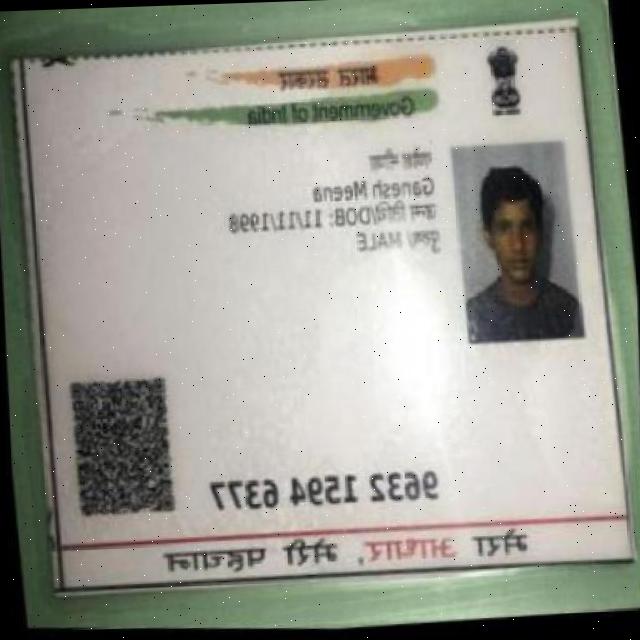 भारत सरकार
Government of India
गणेश मीना
Ganesh Meena
जन्म तिथि/DOB: 11/11/1998
पुरुष/ MALE
9632 1594 6377
मेरा आधार, मेरी पहचान